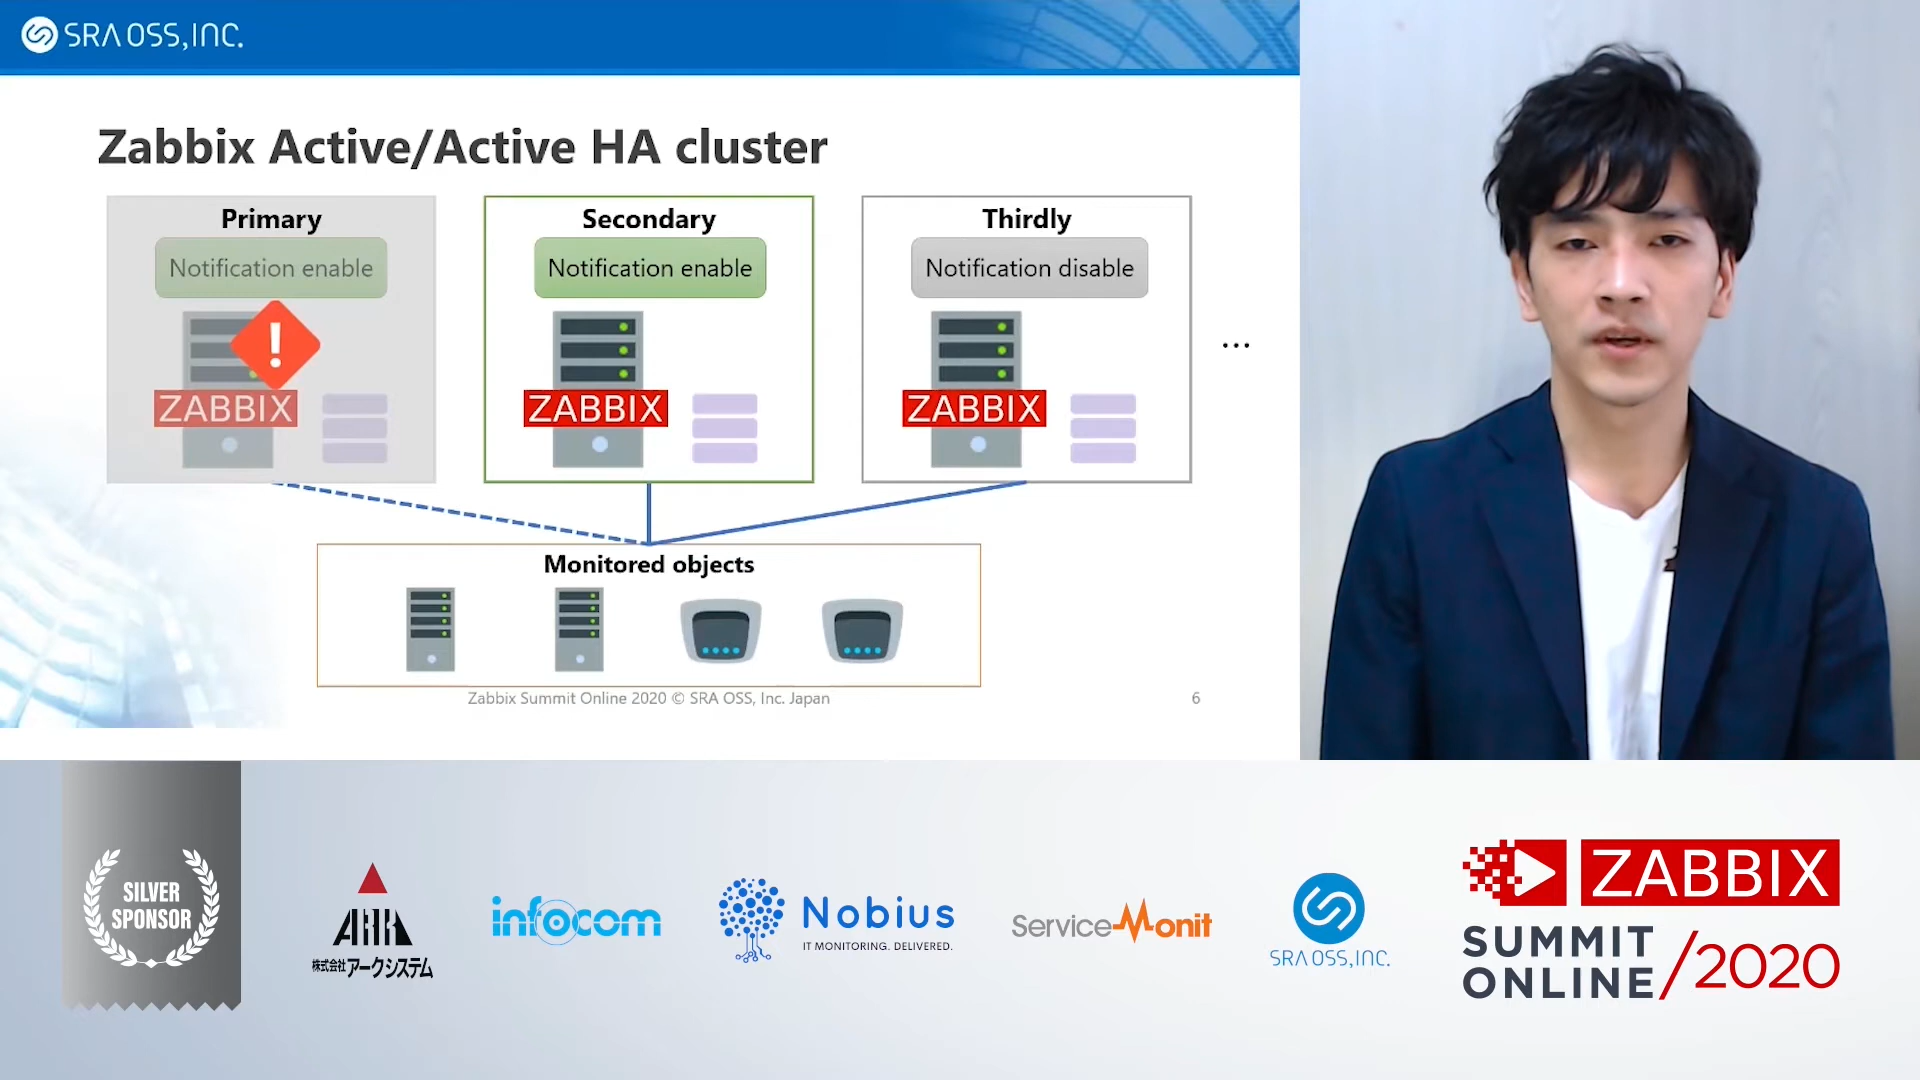 SRA OSS, INC.
Zabbix Active/Active HA cluster
Primary
Notification enable
ZABBIX
Secondary
Notification enable
ZABBIX
Thirdly
Notification disable
ZABBIX
...
Monitored objects
Zabbix Summit Online 2020 © SRA OSS, Inc. Japan
6
SILVER
SPONSOR
ARK
株式会社アークシステム
infocom
Nobius
IT MONITORING. DELIVERED.
ServiceMonit
SRA OSS, INC.
ZABBIX
SUMMIT
ONLINE /2020